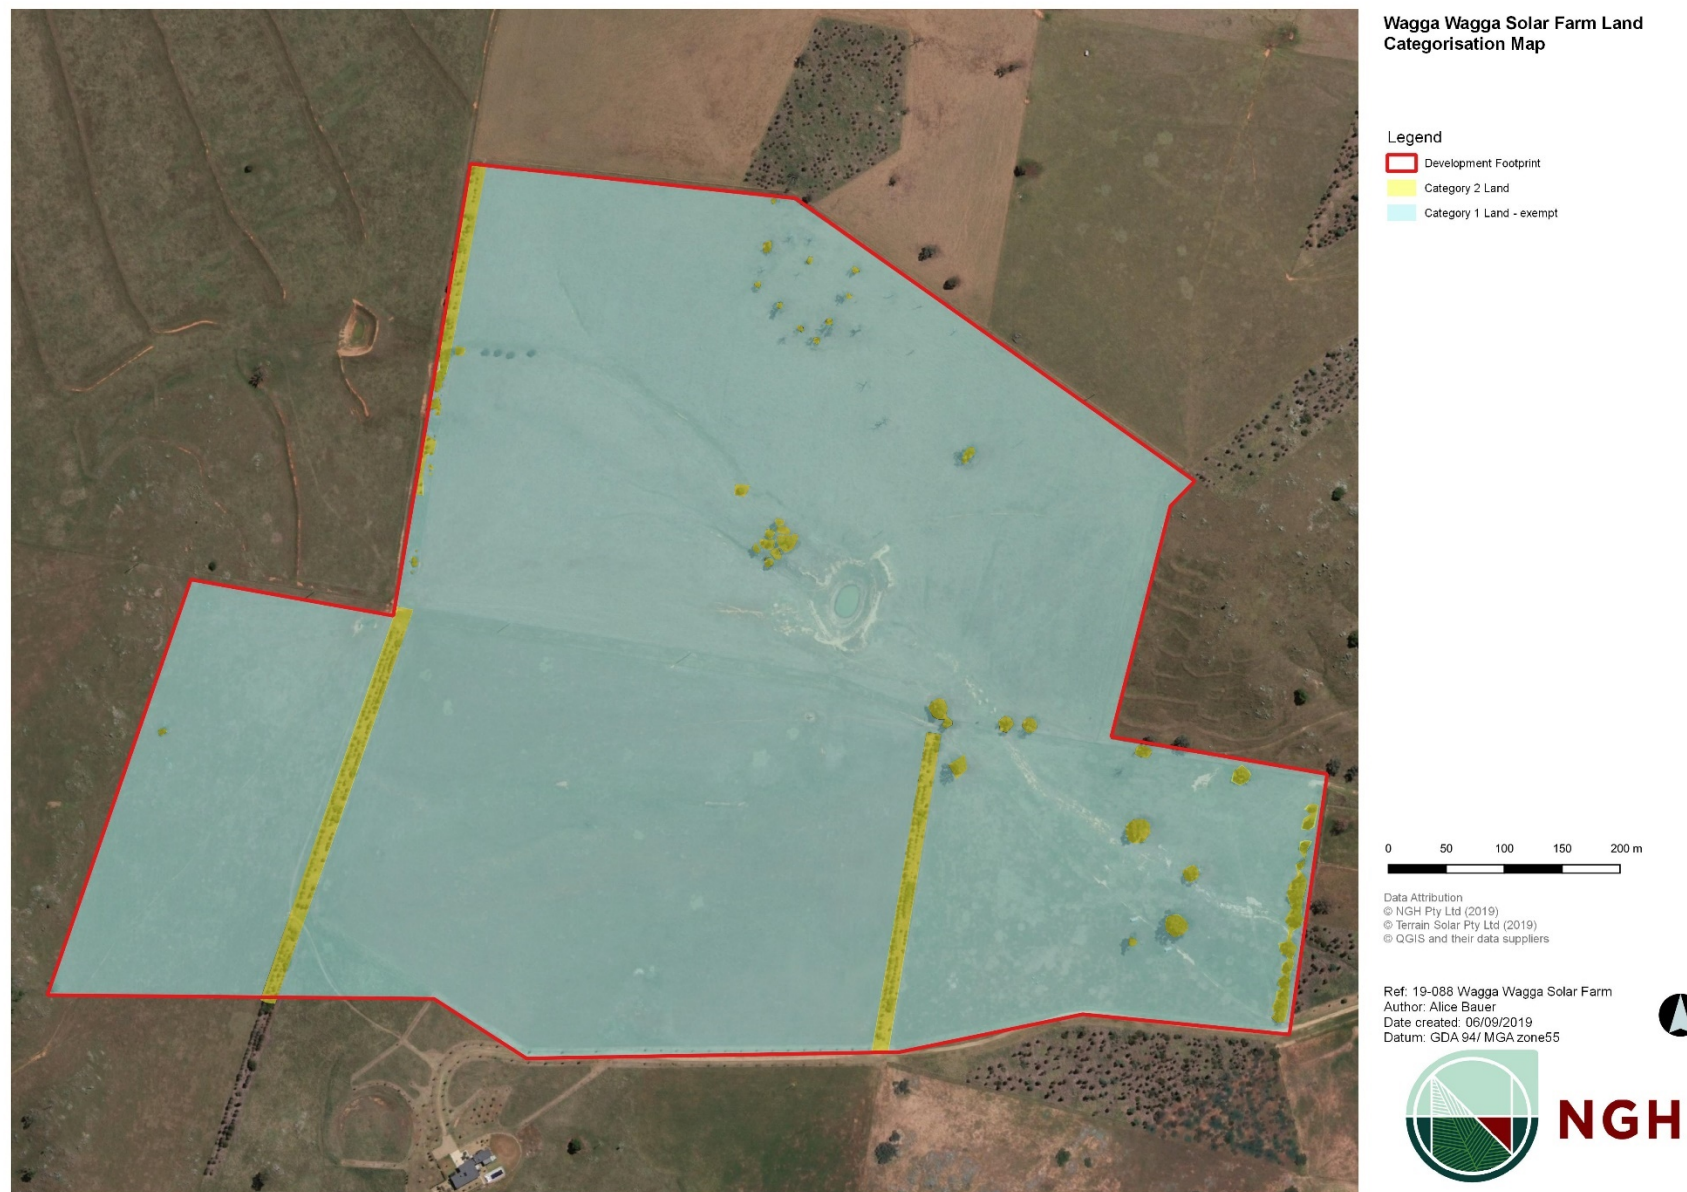 Wagga Wagga Solar Farm Land
Categorisation Map
Legend
Development Footprint
Category 2 Land
Category 1 Land - exempt
0 50 100 150 200 m
Data Attribution
© NGH Pty Ltd (2019)
© Terrain Solar Pty Ltd (2019)
© QGIS and their data suppliers
Ref: 19-088 Wagga Wagga Solar Farm
Author: Alice Bauer
Date created: 06/09/2019
Datum: GDA 94/ MGA zone55
NGH